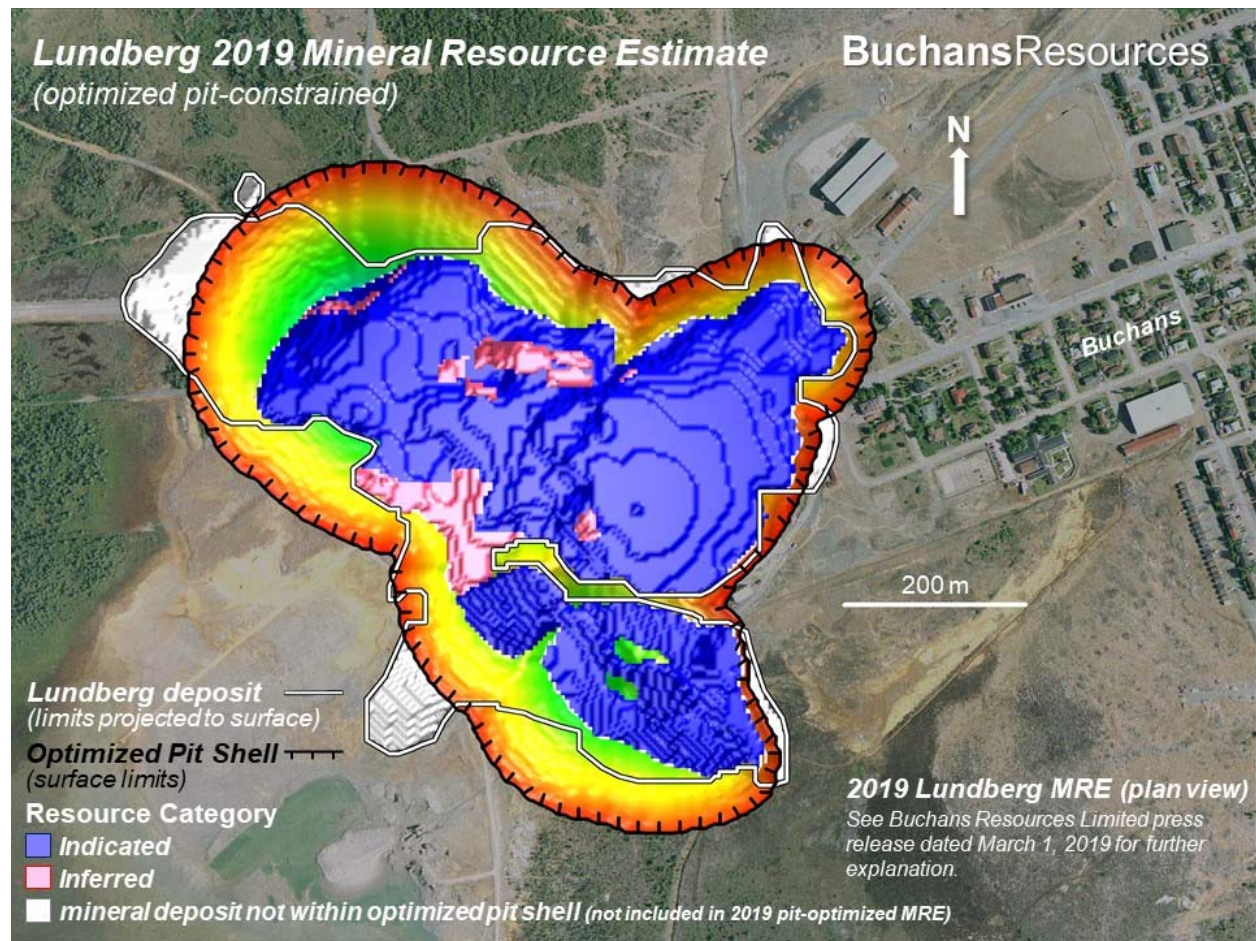 Lundberg 2019 Mineral Resource Estimate
(optimized pit-constrained)
BuchansResources
N
Buchans
200 m
Lundberg deposit
(limits projected to surface)
Optimized Pit Shell
(surface limits)
Resource Category
Indicated
Inferred
mineral deposit not within optimized pit shell (not included in 2019 pit-optimized MRE)
2019 Lundberg MRE (plan view)
See Buchans Resources Limited press
release dated March 1, 2019 for further
explanation.